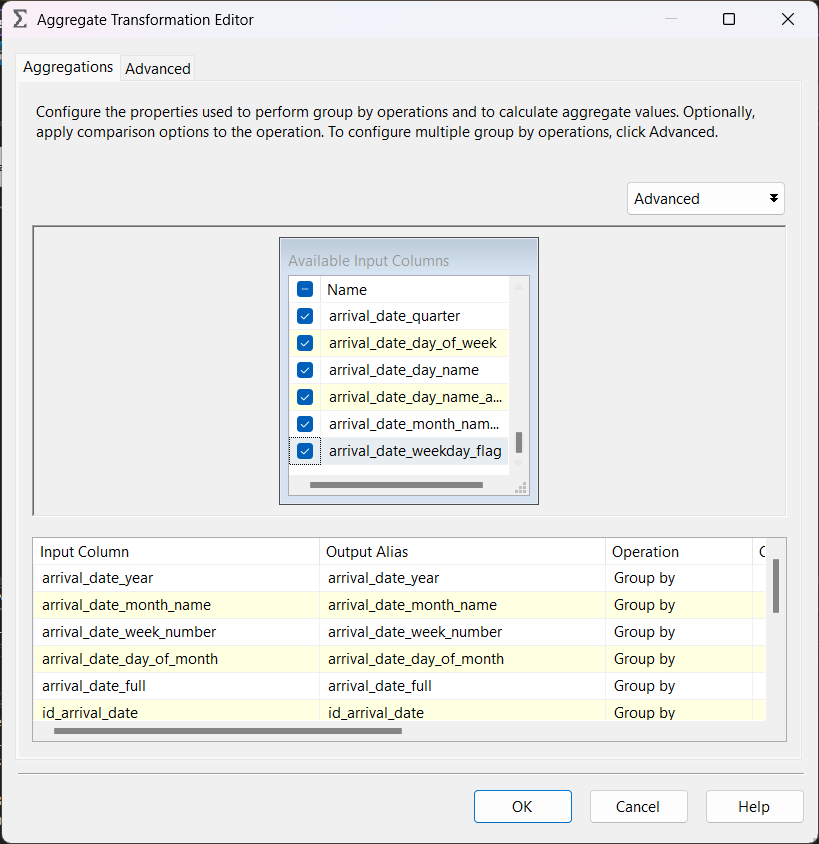 Aggregate Transformation Editor
Aggregations Advanced
Configure the properties used to perform group by operations and to calculate aggregate values. Optionally,
apply comparison options to the operation. To configure multiple group by operations, click Advanced.
Advanced
Available Input Columns
Name
arrival_date_quarter
arrival_date_day_of_week
arrival_date_day_name
arrival_date_day_name_a...
arrival_date_month_nam...
arrival_date_weekday_flag
Input Column Output Alias Operation
arrival_date_year arrival_date_year Group by
arrival_date_month_name arrival_date_month_name Group by
arrival_date_week_number arrival_date_week_number Group by
arrival_date_day_of_month arrival_date_day_of_month Group by
arrival_date_full arrival_date_full Group by
id_arrival_date id_arrival_date Group by
OK Cancel Help